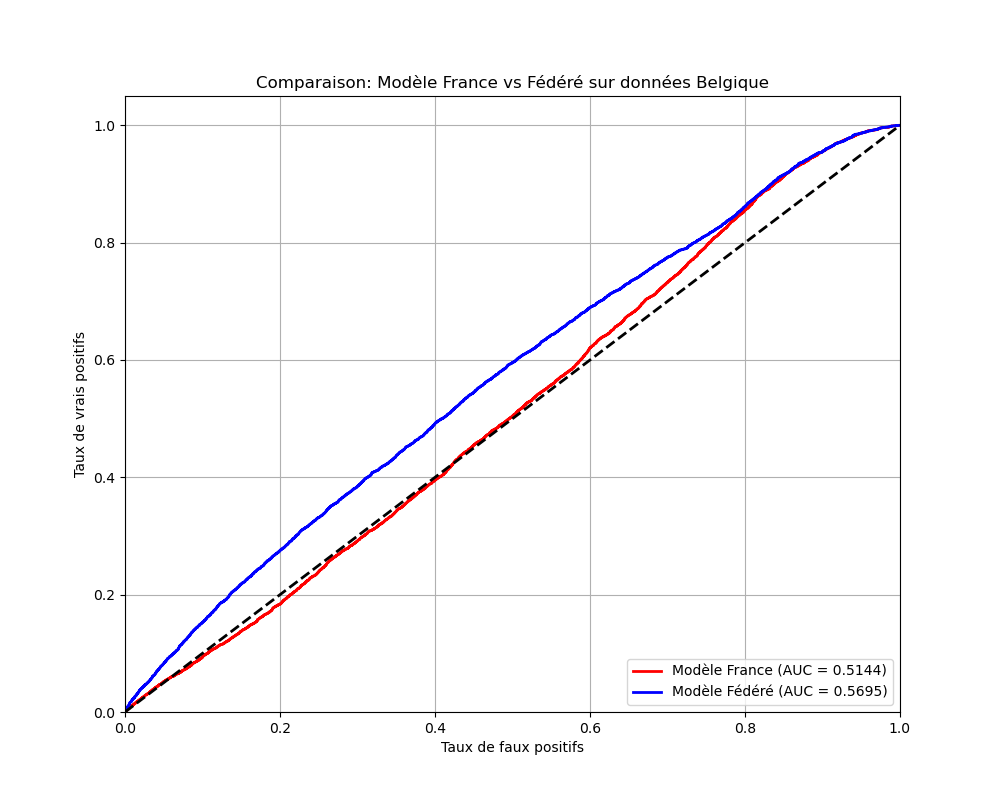 Comparaison: Modèle France vs Fédéré sur données Belgique
Taux de vrais positifs
1.0
0.8
0.6
0.4
0.2
0.0
0.0 0.2 0.4 0.6 0.8 1.0
Taux de faux positifs
Modèle France (AUC = 0.5144)
Modèle Fédéré (AUC = 0.5695)